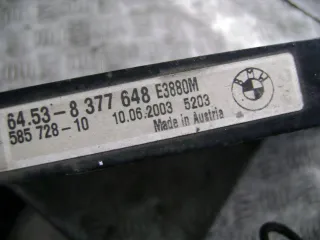 64.53-8 377 648 E3880M
585 728-10 10.06.2003 5203
Made in Austria
BMW